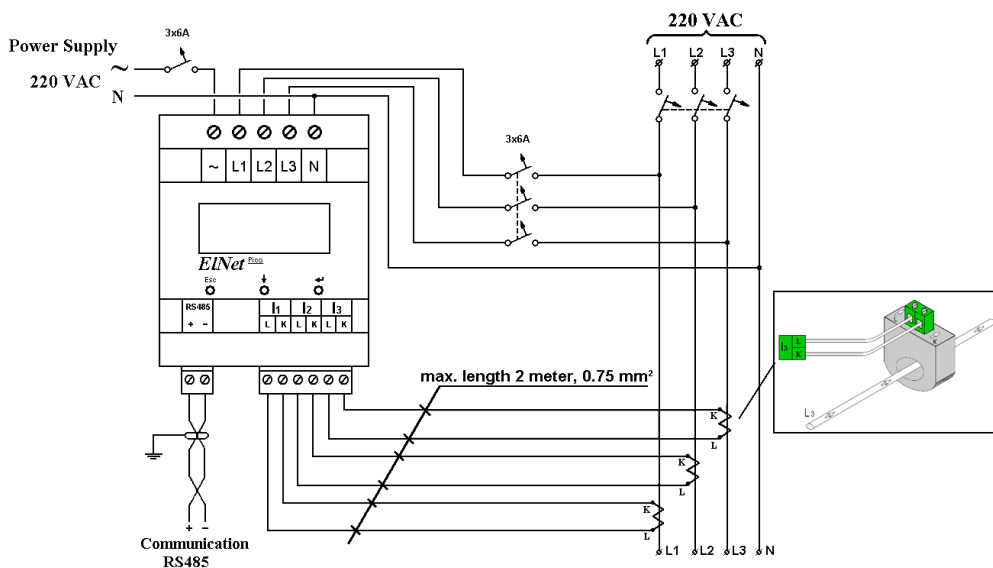 220 VAC
L1 L2 L3 N
3x6A
Power Supply
~
220 VAC
N
3x6A
~ L1 L2 L3 N
ElNet Pico
Esc
RS485
+ −
I1 I2 I3
L K L K L K
max. length 2 meter, 0.75 mm²
K
L
K
L
K
L
I3 L
K
L
K
L3
+ −
Communication
RS485
L1 L2 L3 N